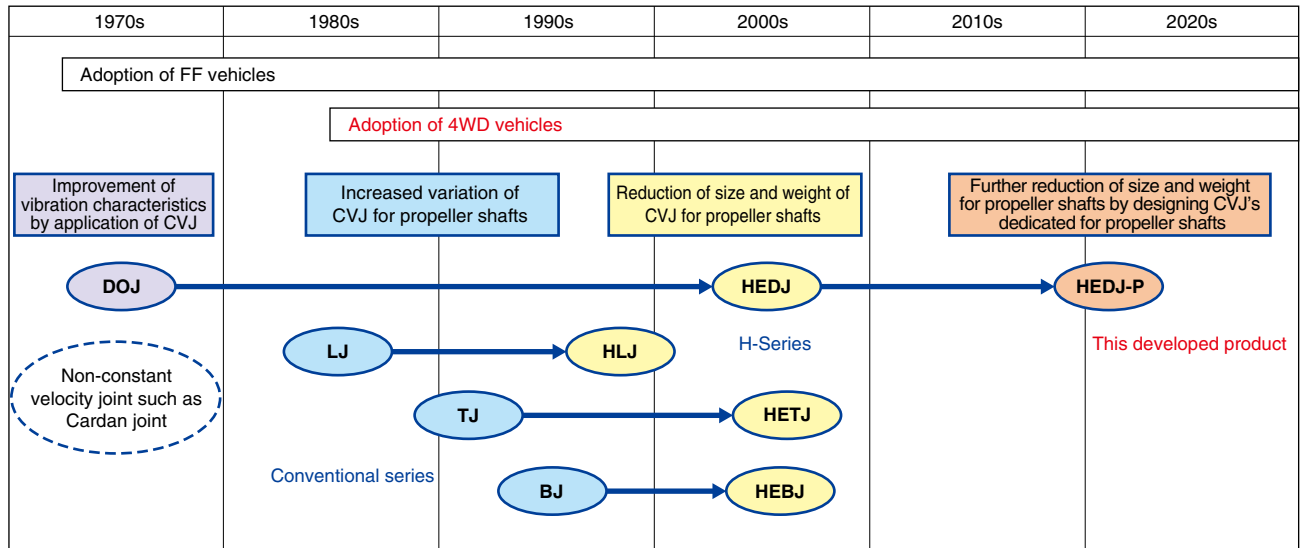 1970s
1980s
1990s
2000s
2010s
2020s
Adoption of FF vehicles
Adoption of 4WD vehicles
Improvement of
vibration characteristics
by application of CVJ
Increased variation of
CVJ for propeller shafts
Reduction of size and weight of
CVJ for propeller shafts
Further reduction of size and weight
for propeller shafts by designing CVJ's
dedicated for propeller shafts
DOJ
HEDJ
HEDJ-P
LJ
HLJ
H-Series
This developed product
Non-constant
velocity joint such as
Cardan joint
TJ
HETJ
Conventional series
BJ
HEBJ